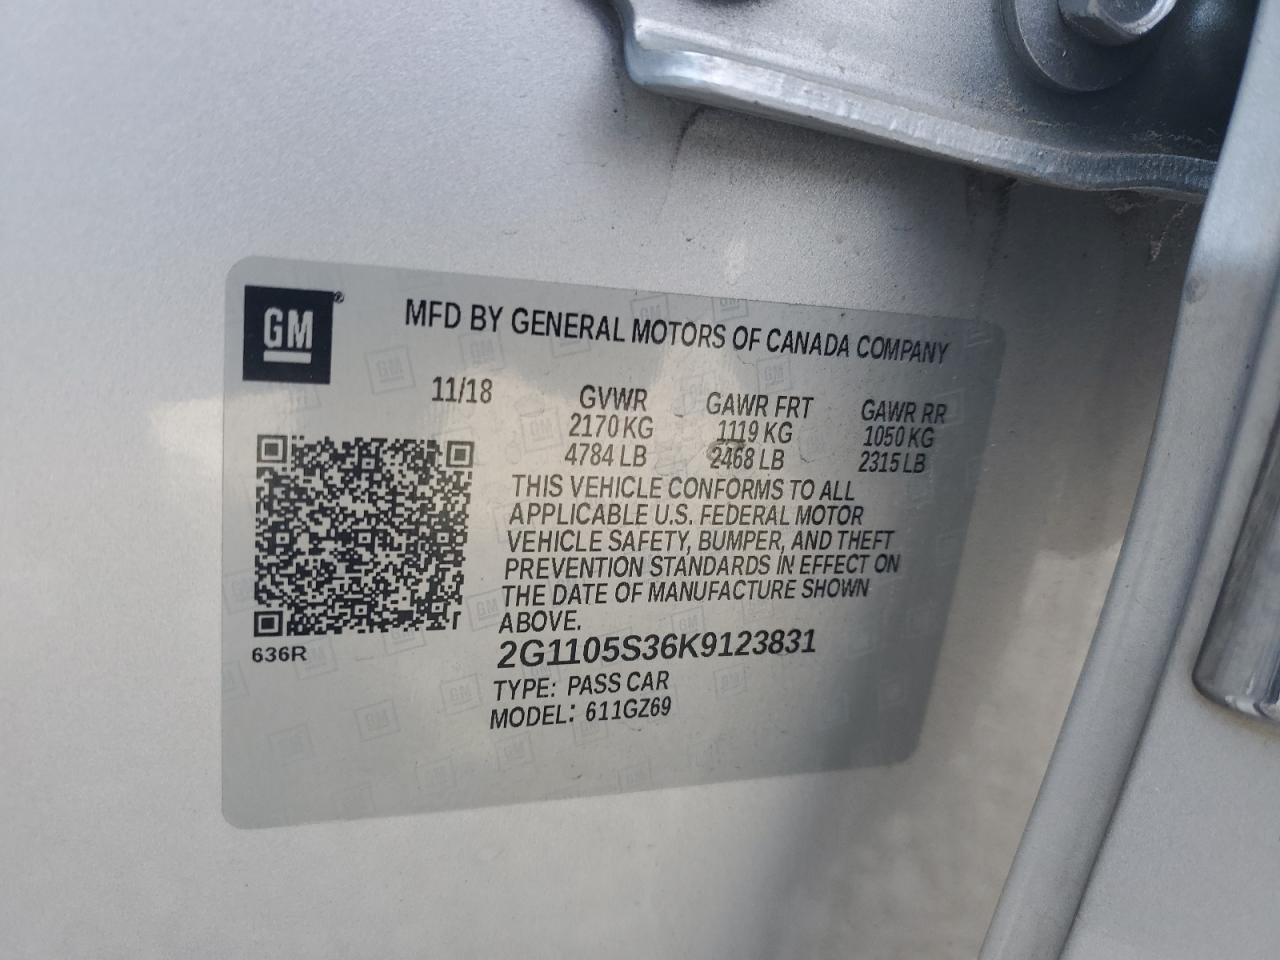 GM®
MFD BY GENERAL MOTORS OF CANADA COMPANY
11/18 GVWR GAWR FRT GAWR RR
2170 KG 1119 KG 1050 KG
4784 LB 2468 LB 2315 LB
THIS VEHICLE CONFORMS TO ALL
APPLICABLE U.S. FEDERAL MOTOR
VEHICLE SAFETY, BUMPER, AND THEFT
PREVENTION STANDARDS IN EFFECT ON
THE DATE OF MANUFACTURE SHOWN
ABOVE.
636R
2G1105S36K9123831
TYPE: PASS CAR
MODEL: 611GZ69